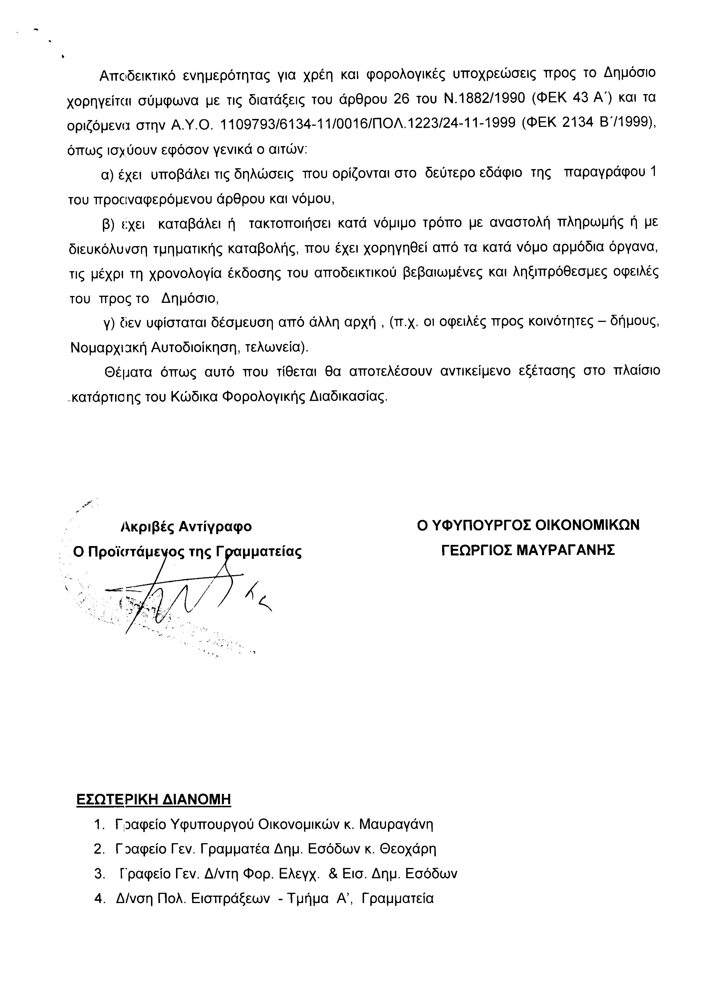 Αποδεικτικό ενημερότητας για χρέη και φορολογικές υποχρεώσεις προς το Δημόσιο
χορηγείται σύμφωνα με τις διατάξεις του άρθρου 26 του Ν.1882/1990 (ΦΕΚ 43 Α΄) και τα
οριζόμενα στην Α.Υ.Ο. 1109793/6134-11/0016/ΠΟΛ.1223/24-11-1999 (ΦΕΚ 2134 Β΄/1999),
όπως ισχύουν εφόσον γενικά ο αιτών:
α) έχει υποβάλει τις δηλώσεις που ορίζονται στο δεύτερο εδάφιο της παραγράφου 1
του προαναφερόμενου άρθρου και νόμου,
β) έχει καταβάλει ή τακτοποιήσει κατά νόμιμο τρόπο με αναστολή πληρωμής ή με
διευκόλυνση τμηματικής καταβολής, που έχει χορηγηθεί από τα κατά νόμο αρμόδια όργανα,
τις μέχρι τη χρονολογία έκδοσης του αποδεικτικού βεβαιωμένες και ληξιπρόθεσμες οφειλές
του προς το Δημόσιο,
γ) δεν υφίσταται δέσμευση από άλλη αρχή , (π.χ. οι οφειλές προς κοινότητες – δήμους,
Νομαρχιακή Αυτοδιοίκηση, τελωνεία).
Θέματα όπως αυτό που τίθεται θα αποτελέσουν αντικείμενο εξέτασης στο πλαίσιο
κατάρτισης του Κώδικα Φορολογικής Διαδικασίας.
Ακριβές Αντίγραφο
Ο Προϊστάμενος της Γραμματείας
Ο ΥΦΥΠΟΥΡΓΟΣ ΟΙΚΟΝΟΜΙΚΩΝ
ΓΕΩΡΓΙΟΣ ΜΑΥΡΑΓΑΝΗΣ
ΕΣΩΤΕΡΙΚΗ ΔΙΑΝΟΜΗ
1. Γραφείο Υφυπουργού Οικονομικών κ. Μαυραγάνη
2. Γραφείο Γεν. Γραμματέα Δημ. Εσόδων κ. Θεοχάρη
3. Γραφείο Γεν. Δ/ντη Φορ. Ελεγχ. & Εισ. Δημ. Εσόδων
4. Δ/νση Πολ. Εισπράξεων - Τμήμα Α’, Γραμματεία